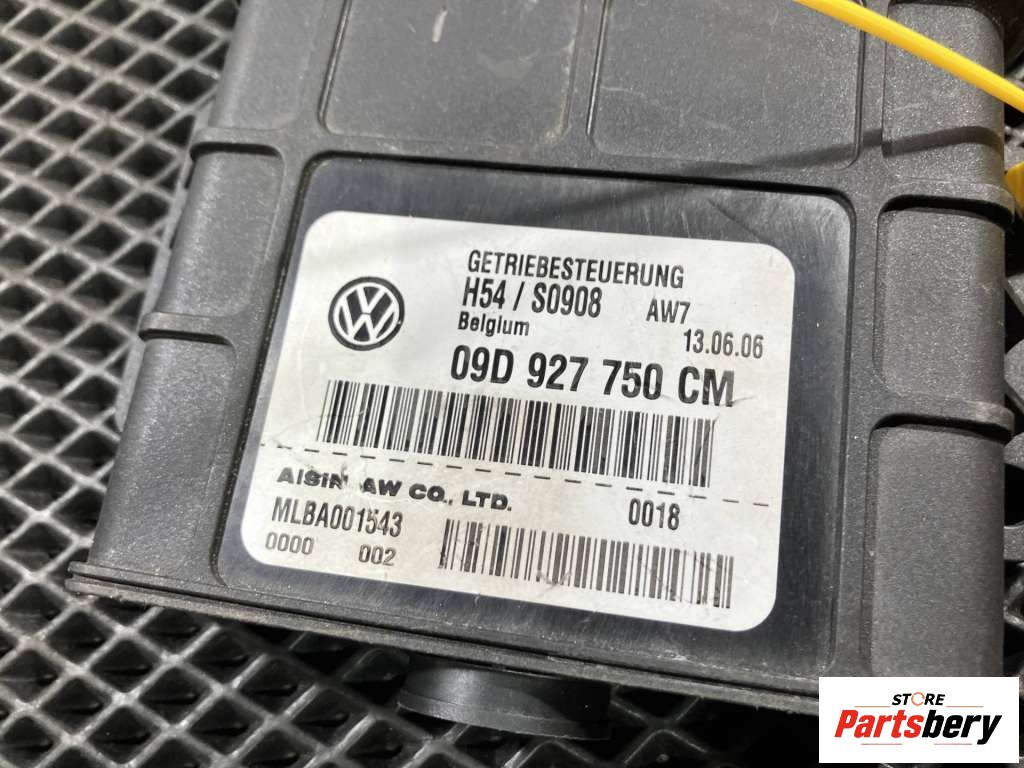 GETRIEBESTEUERUNG
H54 / S0908 AW7
Belgium 13.06.06
09D 927 750 CM
AISIN AW CO., LTD. 0018
MLBA001543
0000 002
STORE
Partsbery